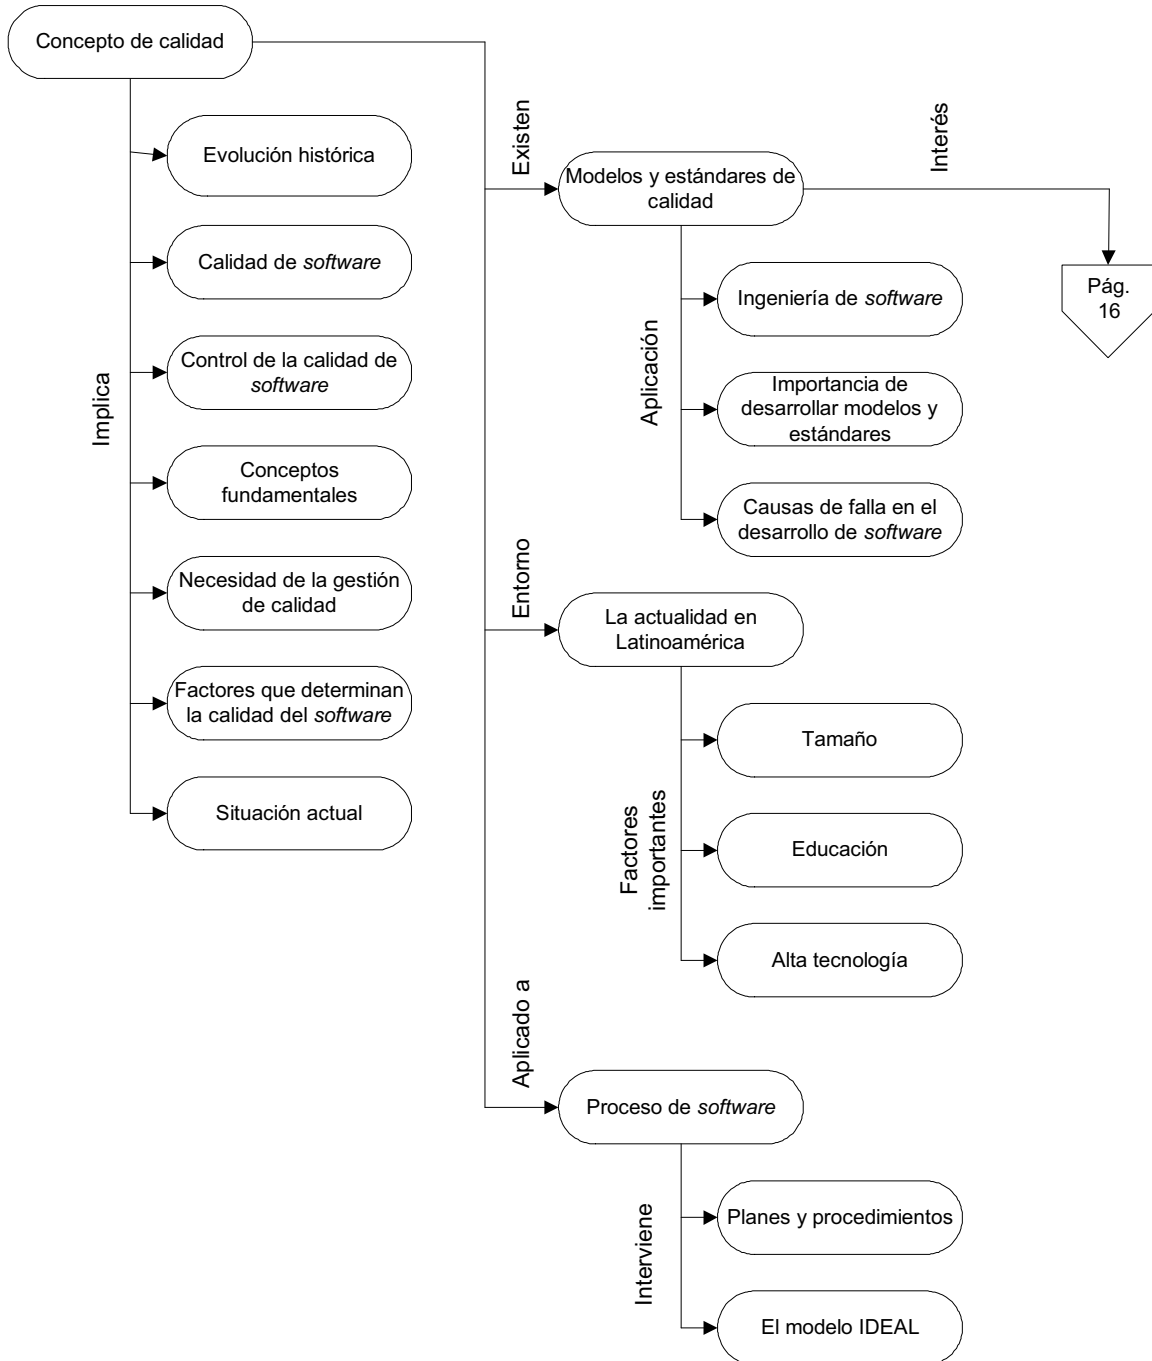 Concepto de calidad
Implica
Evolución histórica
Calidad de software
Control de la calidad de
software
Conceptos
fundamentales
Necesidad de la gestión
de calidad
Factores que determinan
la calidad del software
Situación actual
Existen
Modelos y estándares de
calidad
Interés
Pág.
16
Aplicación
Ingeniería de software
Importancia de
desarrollar modelos y
estándares
Causas de falla en el
desarrollo de software
Entorno
La actualidad en
Latinoamérica
Factores
importantes
Tamaño
Educación
Alta tecnología
Aplicado a
Proceso de software
Interviene
Planes y procedimientos
El modelo IDEAL